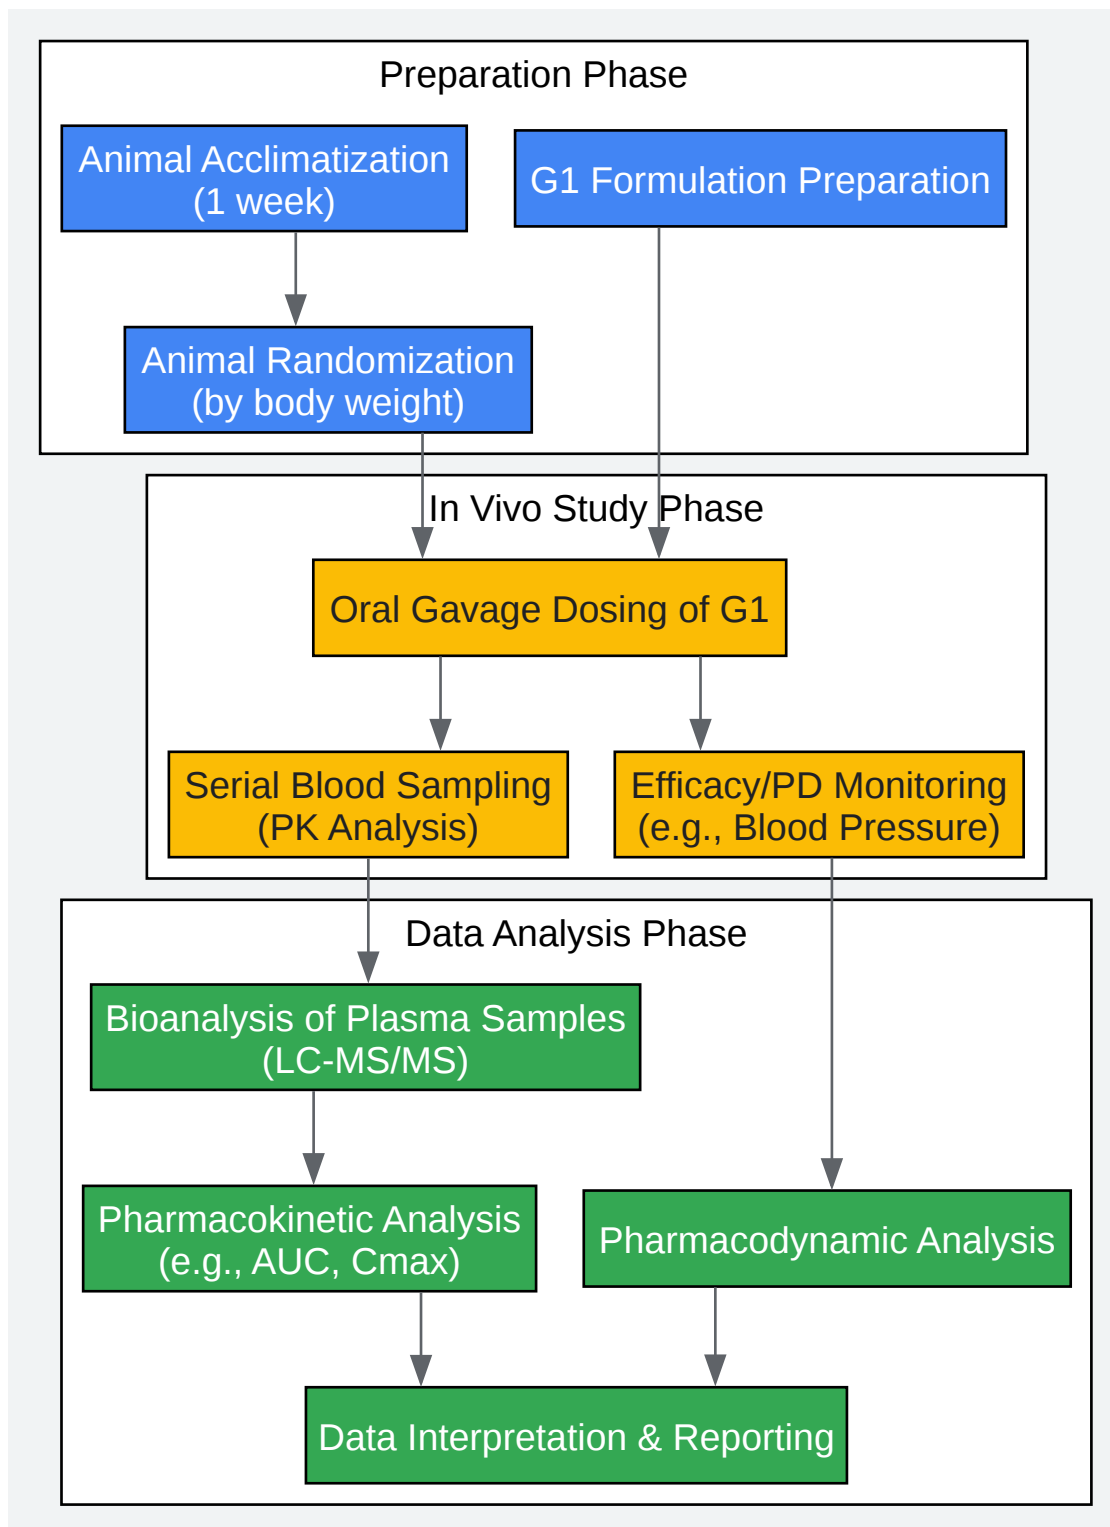 Preparation Phase
Animal Acclimatization
(1 week)
G1 Formulation Preparation
Animal Randomization
(by body weight)
In Vivo Study Phase
Oral Gavage Dosing of G1
Serial Blood Sampling
(PK Analysis)
Efficacy/PD Monitoring
(e.g., Blood Pressure)
Data Analysis Phase
Bioanalysis of Plasma Samples
(LC-MS/MS)
Pharmacokinetic Analysis
(e.g., AUC, Cmax)
Pharmacodynamic Analysis
Data Interpretation & Reporting